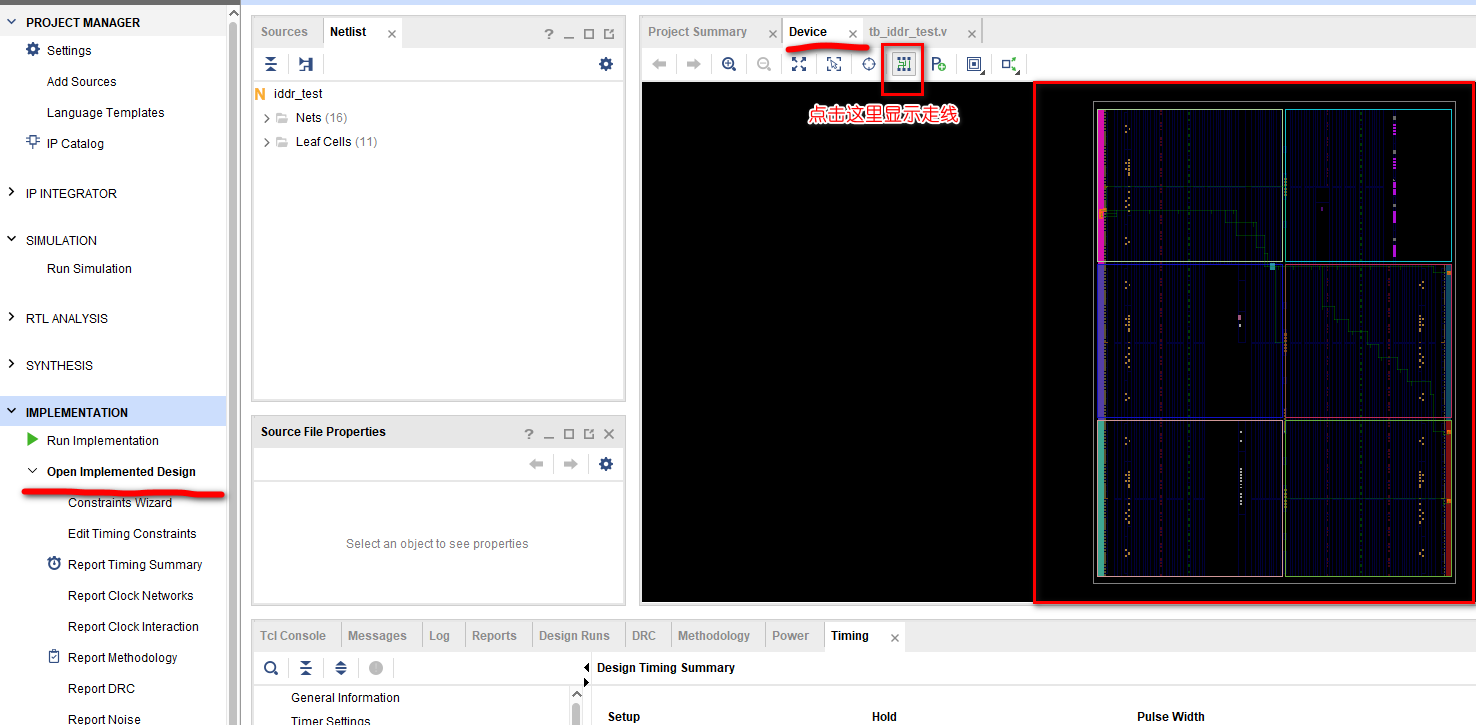 PROJECT MANAGER
Settings
Add Sources
Language Templates
IP Catalog
IP INTEGRATOR
SIMULATION
Run Simulation
RTL ANALYSIS
SYNTHESIS
IMPLEMENTATION
Run Implementation
Open Implemented Design
Constraints Wizard
Edit Timing Constraints
Report Timing Summary
Report Clock Networks
Report Clock Interaction
Report Methodology
Report DRC
Report Noise
Sources
Netlist
N iddr_test
Nets (16)
Leaf Cells (11)
Source File Properties
Select an object to see properties
Project Summary
Device
tb_iddr_test.v
点击这里显示走线
Tcl Console
Messages
Log
Reports
Design Runs
DRC
Methodology
Power
Timing
General Information
Timer Settings
Design Timing Summary
Setup
Hold
Pulse Width